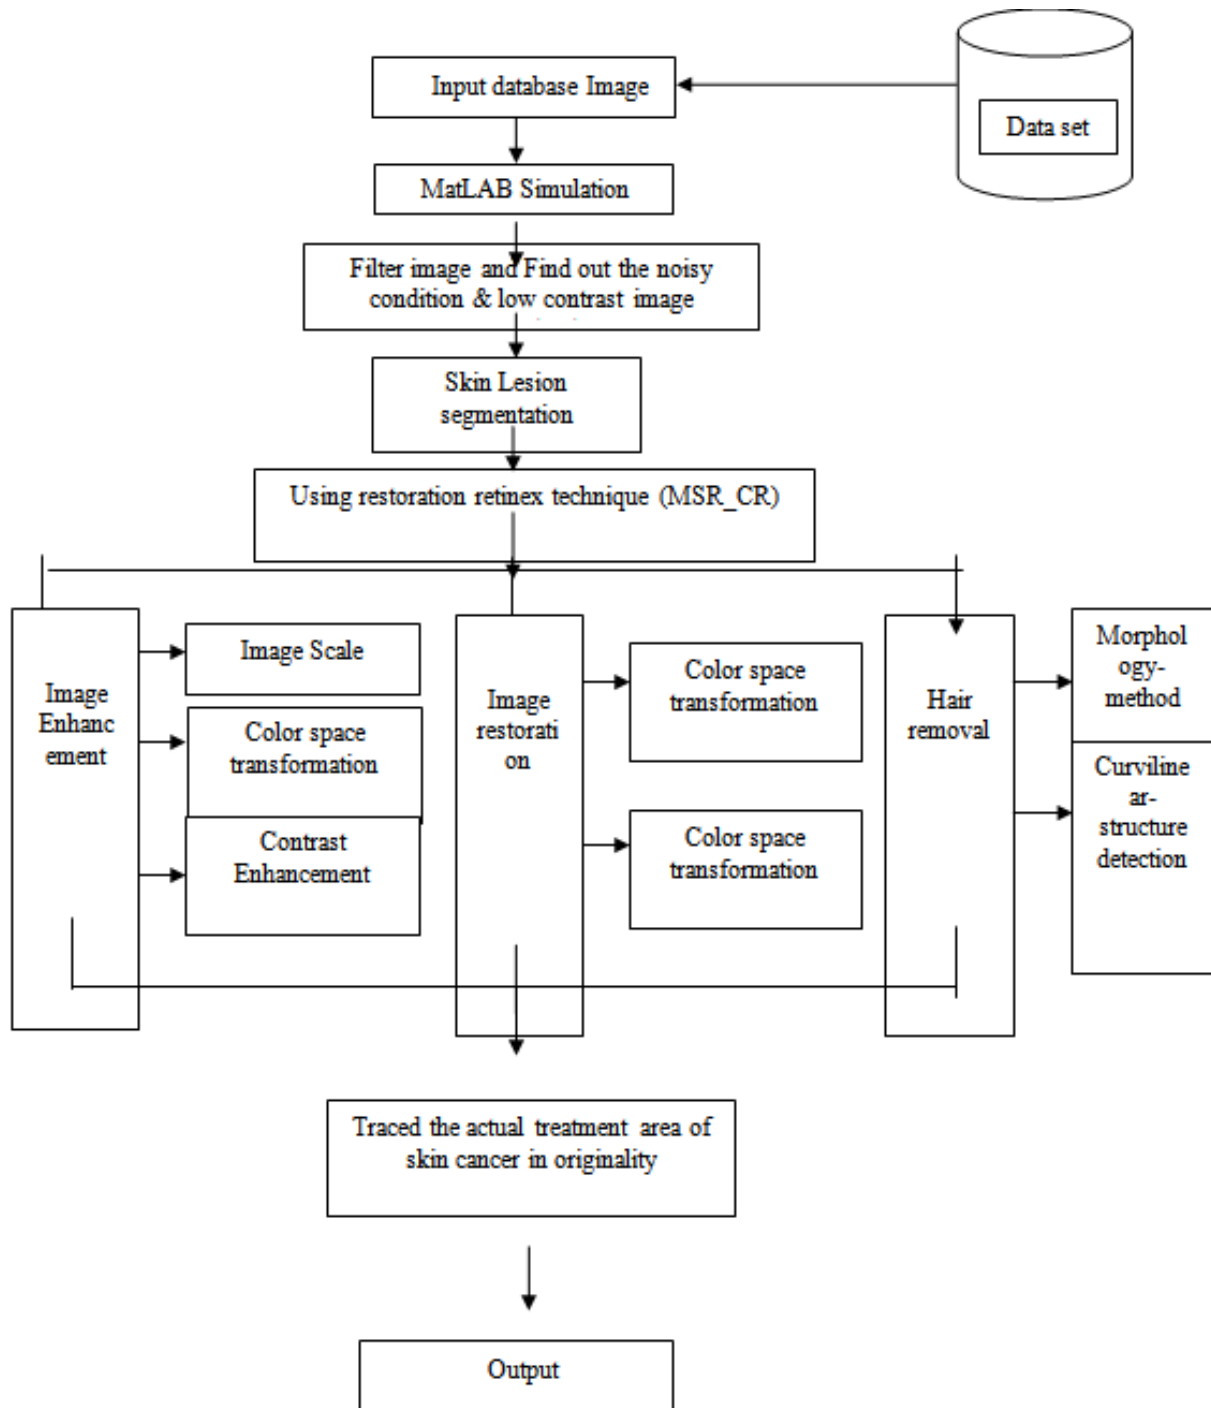 Input database Image
Data set
MatLAB Simulation
Filter image and Find out the noisy
condition & low contrast image
Skin Lesion
segmentation
Using restoration retinex technique (MSR_CR)
Image
Enhanc
ement
Image Scale
Color space
transformation
Contrast
Enhancement
Image
restorati
on
Color space
transformation
Color space
transformation
Hair
removal
Morphol
ogy-
method
Curviline
ar-
structure
detection
Traced the actual treatment area of
skin cancer in originality
Output